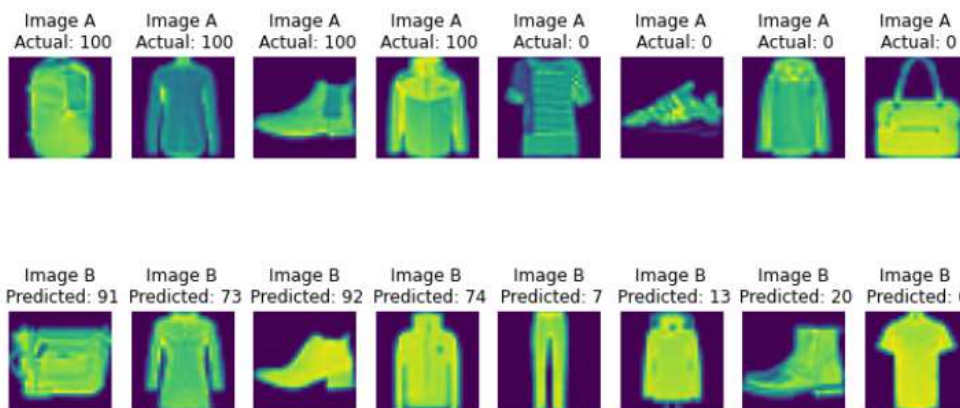 Image A Image A Image A Image A Image A Image A Image A Image A
Actual: 100 Actual: 100 Actual: 100 Actual: 100 Actual: 0 Actual: 0 Actual: 0 Actual: 0
Image B Image B Image B Image B Image B Image B Image B Image B
Predicted: 91 Predicted: 73 Predicted: 92 Predicted: 74 Predicted: 7 Predicted: 13 Predicted: 20 Predicted: